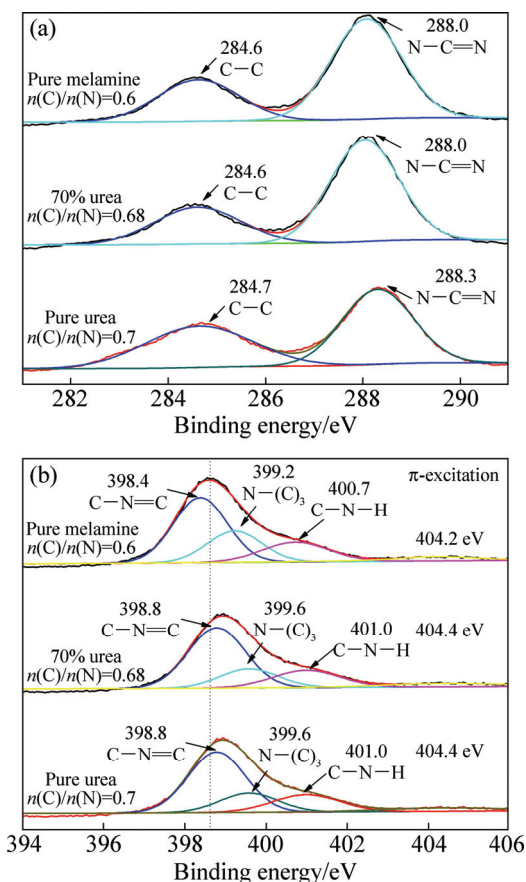 (a)
288.0
N—C═N
284.6
C—C
Pure melamine
n(C)/n(N)=0.6
288.0
N—C═N
284.6
C—C
70% urea
n(C)/n(N)=0.68
288.3
N—C═N
284.7
C—C
Pure urea
n(C)/n(N)=0.7
282 284 286 288 290
Binding energy/eV
(b)
π-excitation
398.4
C—N═C
399.2
N—(C)₃
400.7
C—N—H
404.2 eV
Pure melamine
n(C)/n(N)=0.6
398.8
C—N═C
399.6
N—(C)₃
401.0
C—N—H
404.4 eV
70% urea
n(C)/n(N)=0.68
398.8
C—N═C
399.6
N—(C)₃
401.0
C—N—H
404.4 eV
Pure urea
n(C)/n(N)=0.7
394 396 398 400 402 404 406
Binding energy/eV